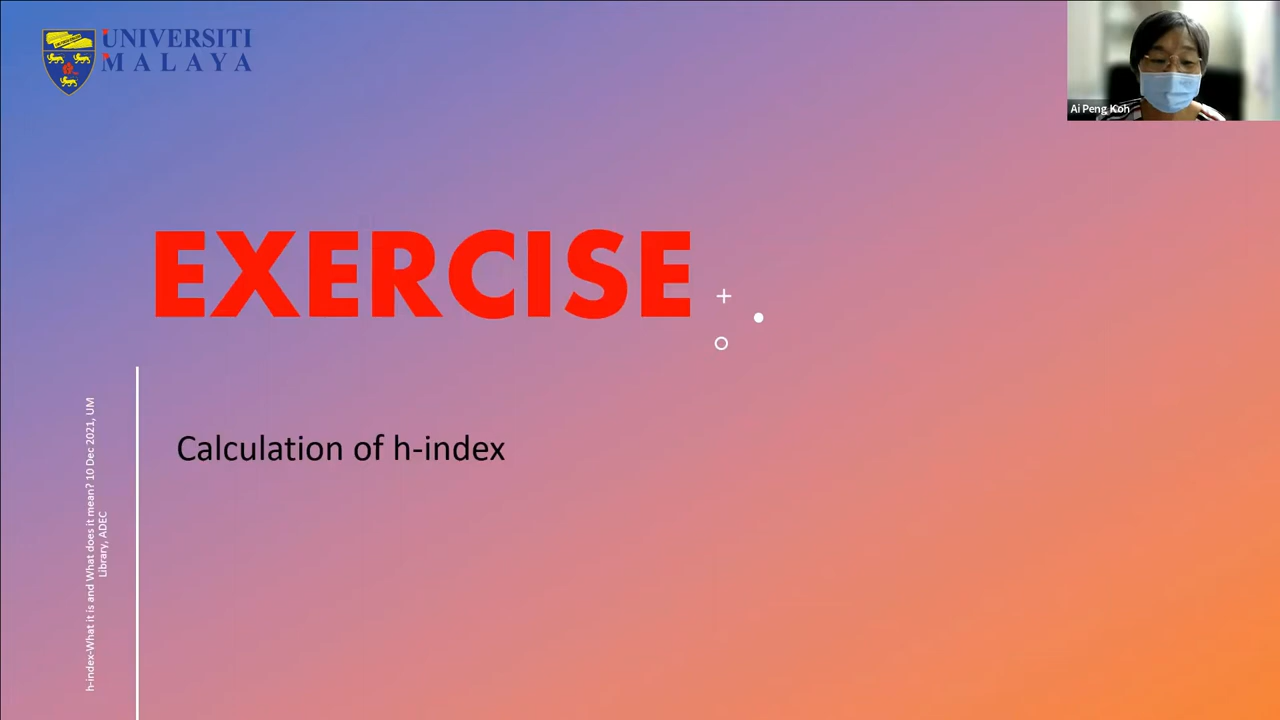 UNIVERSITI
MALAYA
Ai Peng Koh
EXERCISE
Calculation of h-index
h-index-What it is and What does it mean? 10 Dec 2021, UM
Library, ADEC